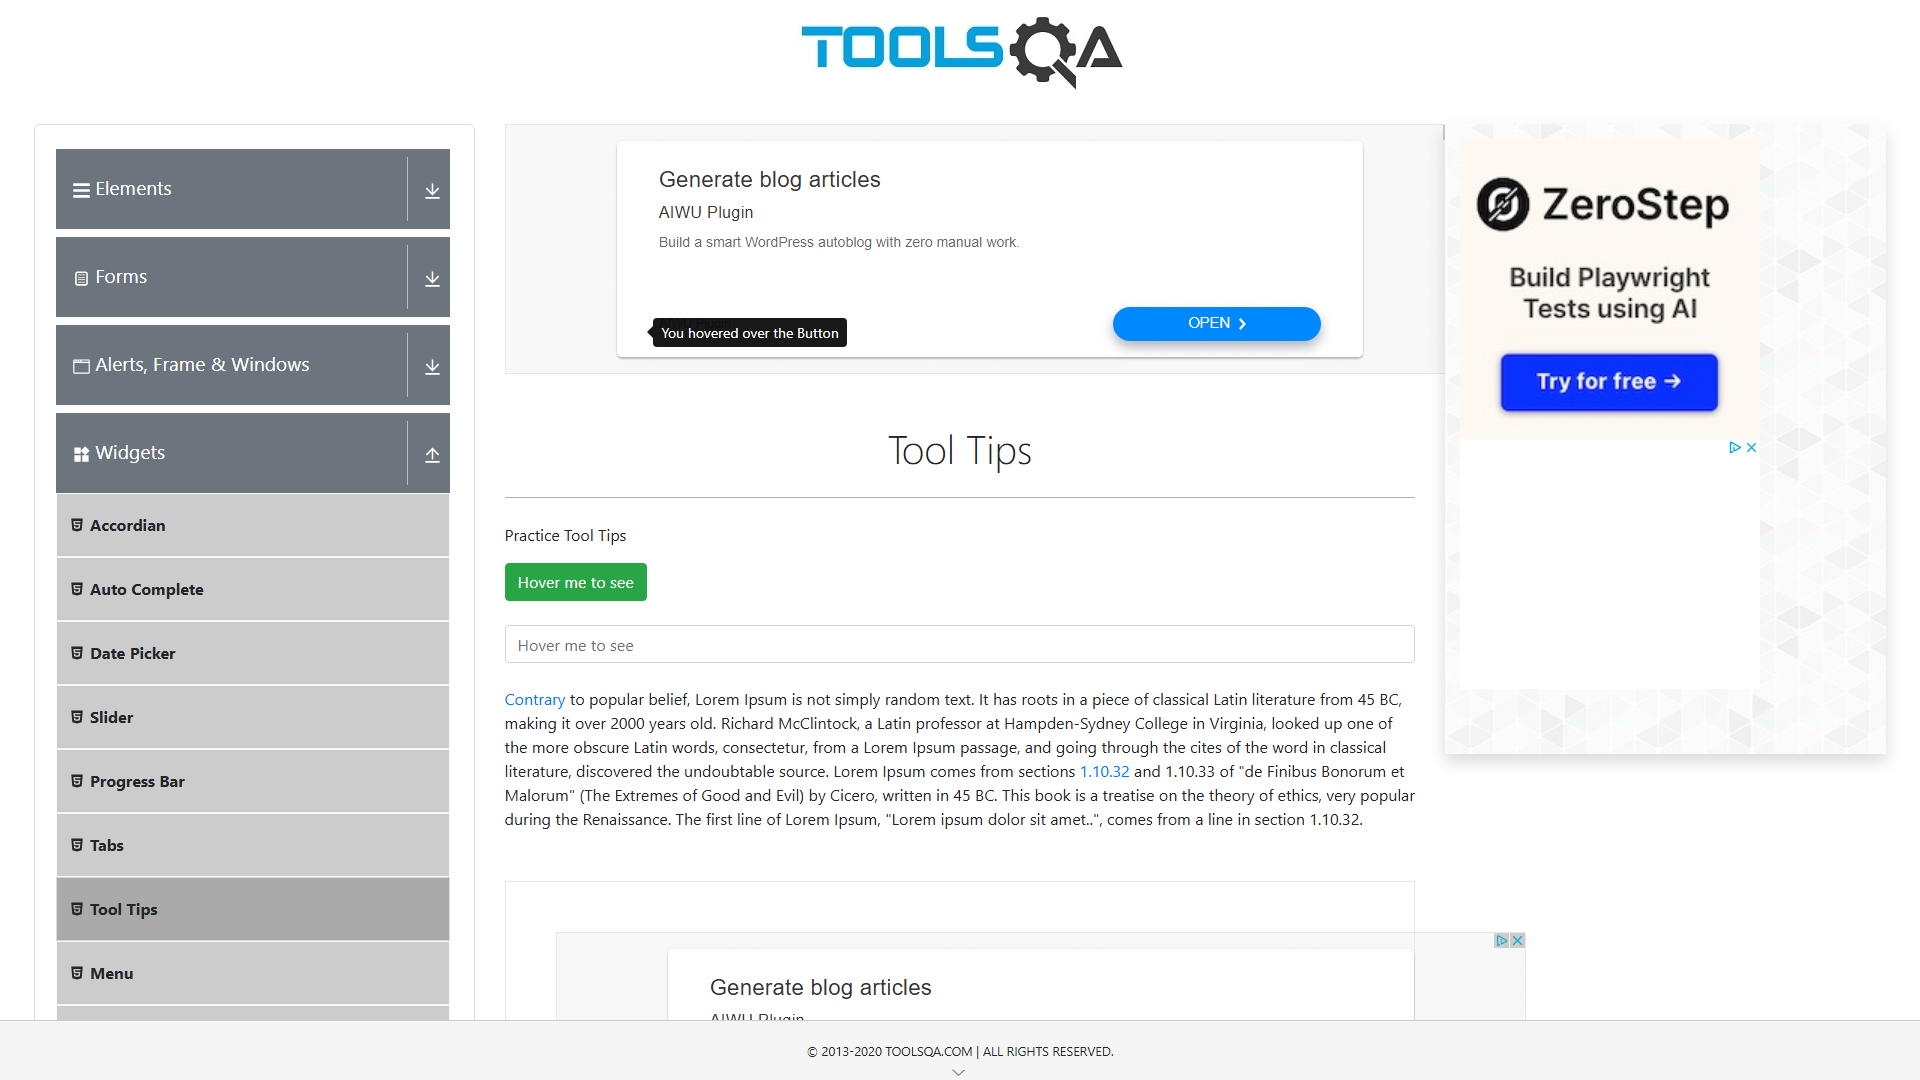 TOOLSQA
Elements
Forms
Alerts, Frame & Windows
Widgets
Accordian
Auto Complete
Date Picker
Slider
Progress Bar
Tabs
Tool Tips
Menu
Generate blog articles
AIWU Plugin
Build a smart WordPress autoblog with zero manual work.
OPEN
You hovered over the Button
Tool Tips
Practice Tool Tips
Hover me to see
Hover me to see
Contrary to popular belief, Lorem Ipsum is not simply random text. It has roots in a piece of classical Latin literature from 45 BC,
making it over 2000 years old. Richard McClintock, a Latin professor at Hampden-Sydney College in Virginia, looked up one of
the more obscure Latin words, consectetur, from a Lorem Ipsum passage, and going through the cites of the word in classical
literature, discovered the undoubtable source. Lorem Ipsum comes from sections 1.10.32 and 1.10.33 of "de Finibus Bonorum et
Malorum" (The Extremes of Good and Evil) by Cicero, written in 45 BC. This book is a treatise on the theory of ethics, very popular
during the Renaissance. The first line of Lorem Ipsum, "Lorem ipsum dolor sit amet..", comes from a line in section 1.10.32.
Generate blog articles
AIWU Plugin
ZeroStep
Build Playwright
Tests using AI
Try for free →
© 2013-2020 TOOLSQA.COM | ALL RIGHTS RESERVED.